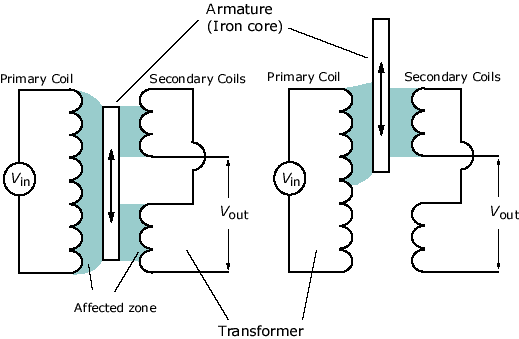 Armature
(Iron core)
Primary Coil
Secondary Coils
Primary Coil
Secondary Coils
Vin
Vout
Vin
Vout
Affected zone
Transformer